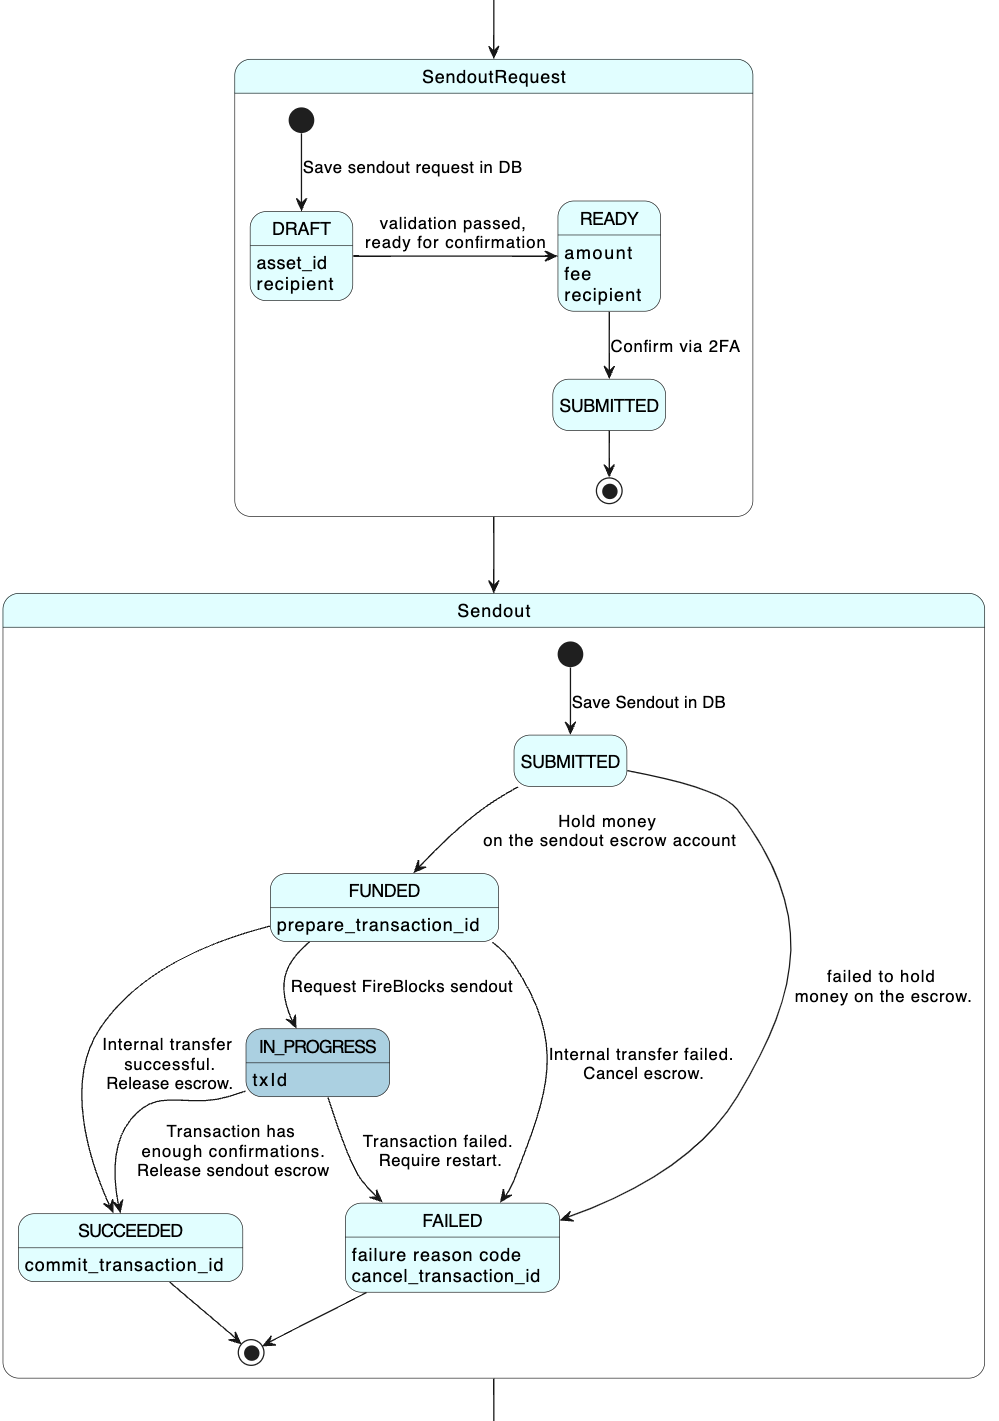 SendoutRequest
Save sendout request in DB
DRAFT
asset_id
recipient
validation passed,
ready for confirmation
READY
amount
fee
recipient
Confirm via 2FA
SUBMITTED
Sendout
Save Sendout in DB
SUBMITTED
Hold money
on the sendout escrow account
FUNDED
prepare_transaction_id
failed to hold
money on the escrow.
Request FireBlocks sendout
Internal transfer
successful.
Release escrow.
IN_PROGRESS
txId
Internal transfer failed.
Cancel escrow.
Transaction has
enough confirmations.
Release sendout escrow
Transaction failed.
Require restart.
SUCCEEDED
commit_transaction_id
FAILED
failure reason code
cancel_transaction_id